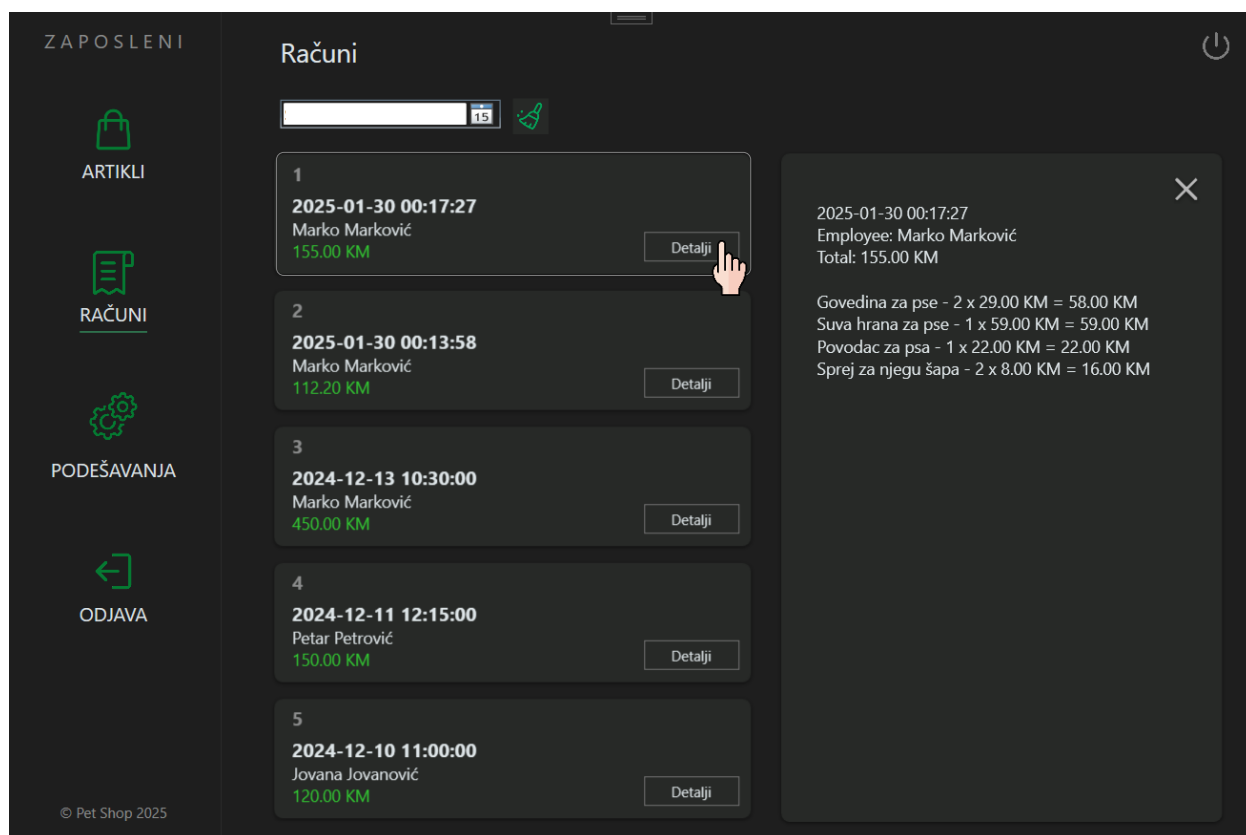 ZAPOSLENI
ARTIKLI
RAČUNI
PODEŠAVANJA
ODJAVA
© Pet Shop 2025
Računi
15
1
2025-01-30 00:17:27
Marko Marković
155.00 KM
Detalji
2
2025-01-30 00:13:58
Marko Marković
112.20 KM
Detalji
3
2024-12-13 10:30:00
Marko Marković
450.00 KM
Detalji
4
2024-12-11 12:15:00
Petar Petrović
150.00 KM
Detalji
5
2024-12-10 11:00:00
Jovana Jovanović
120.00 KM
Detalji
2025-01-30 00:17:27
Employee: Marko Marković
Total: 155.00 KM
Govedina za pse - 2 x 29.00 KM = 58.00 KM
Suva hrana za pse - 1 x 59.00 KM = 59.00 KM
Povodac za psa - 1 x 22.00 KM = 22.00 KM
Sprej za njegu šapa - 2 x 8.00 KM = 16.00 KM